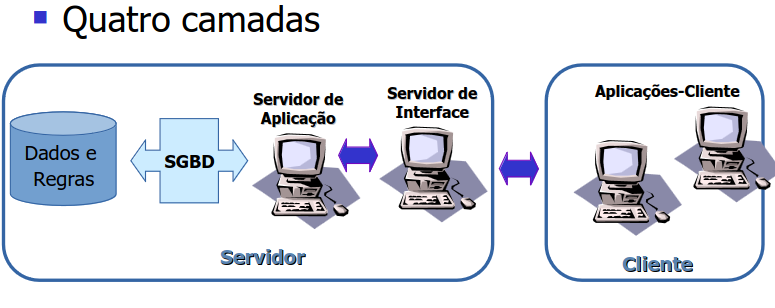 Quatro camadas
Servidor de
Aplicação
Servidor de
Interface
Aplicações-Cliente
Dados e
Regras
SGBD
Servidor
Cliente